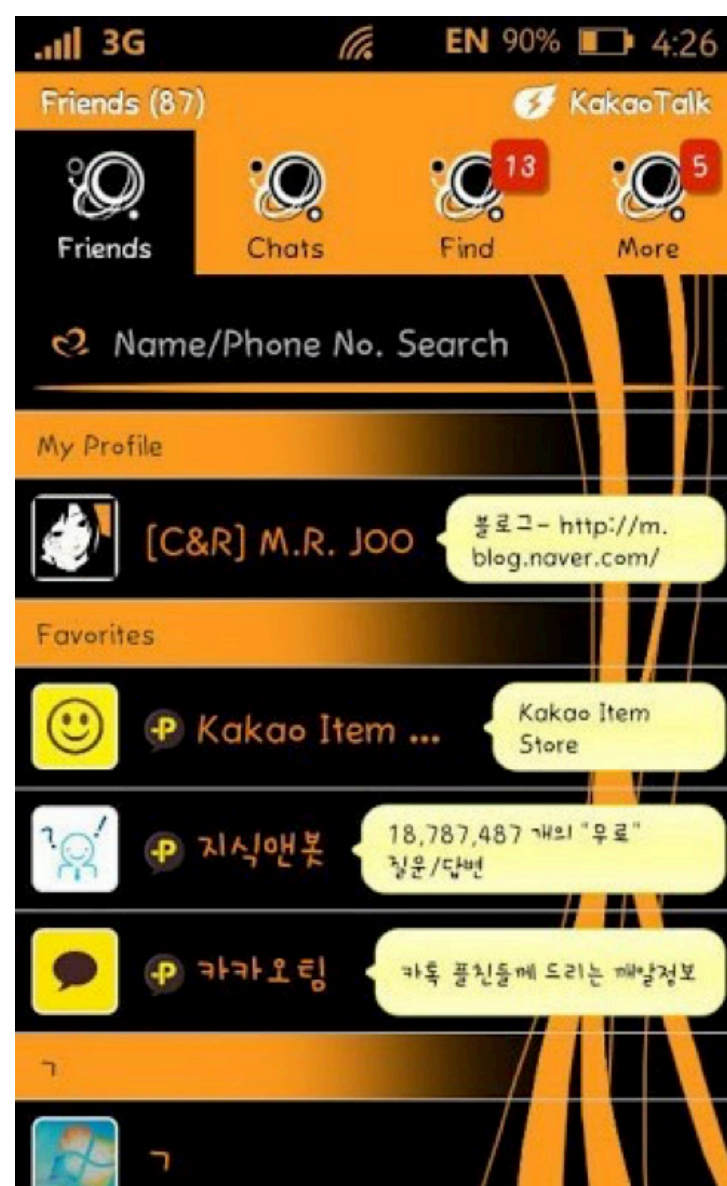 3G EN 90% 4:26
Friends (87) KakaoTalk
13 5
Friends Chats Find More
Name/Phone No. Search
My Profile
[C&R] M.R. JOO
블로그- http://m.
blog.naver.com/
Favorites
P Kakao Item ...
Kakao Item
Store
P 지식앤봇
18,787,487 개의 "무료"
질문/답변
P 카카오팀
카톡 플친들께 드리는 깨알정보
ㄱ
ㄱ